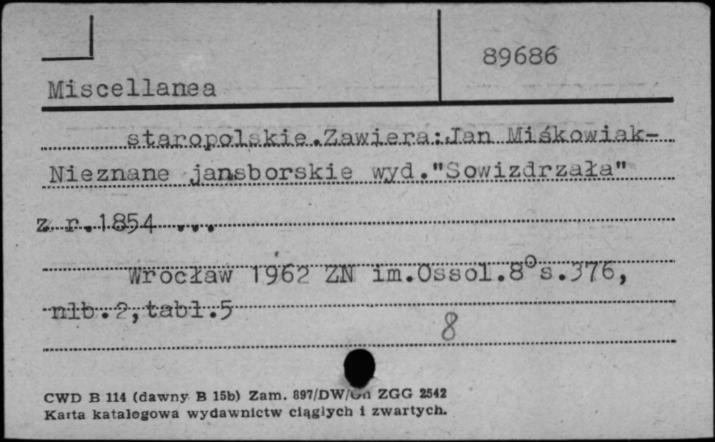 89686
Miscellanea
staropolskie.Zawiera:Jan Miśkowiak-
Nieznane jansborskie wyd."Sowizdrzała"
z r.1854 ...
Wrocław 1962 ZN im.Ossol.8° s.376,
nlb.2,tabl.5
8
CWD B 114 (dawny B 15b) Zam. 897/DW/Gn ZGG 2542
Karta katalogowa wydawnictw ciągłych i zwartych.